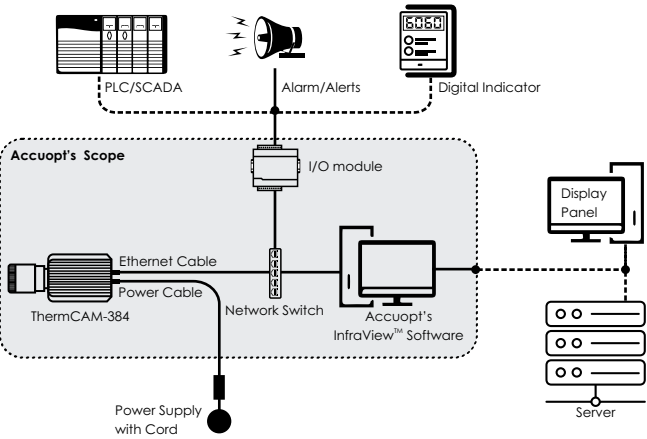 6060
PLC/SCADA
Alarm/Alerts
Digital Indicator
Accuopt's Scope
I/O module
Display
Panel
Ethernet Cable
Power Cable
ThermCAM-384
Network Switch
Accuopt's
InfraView™ Software
Power Supply
with Cord
Server